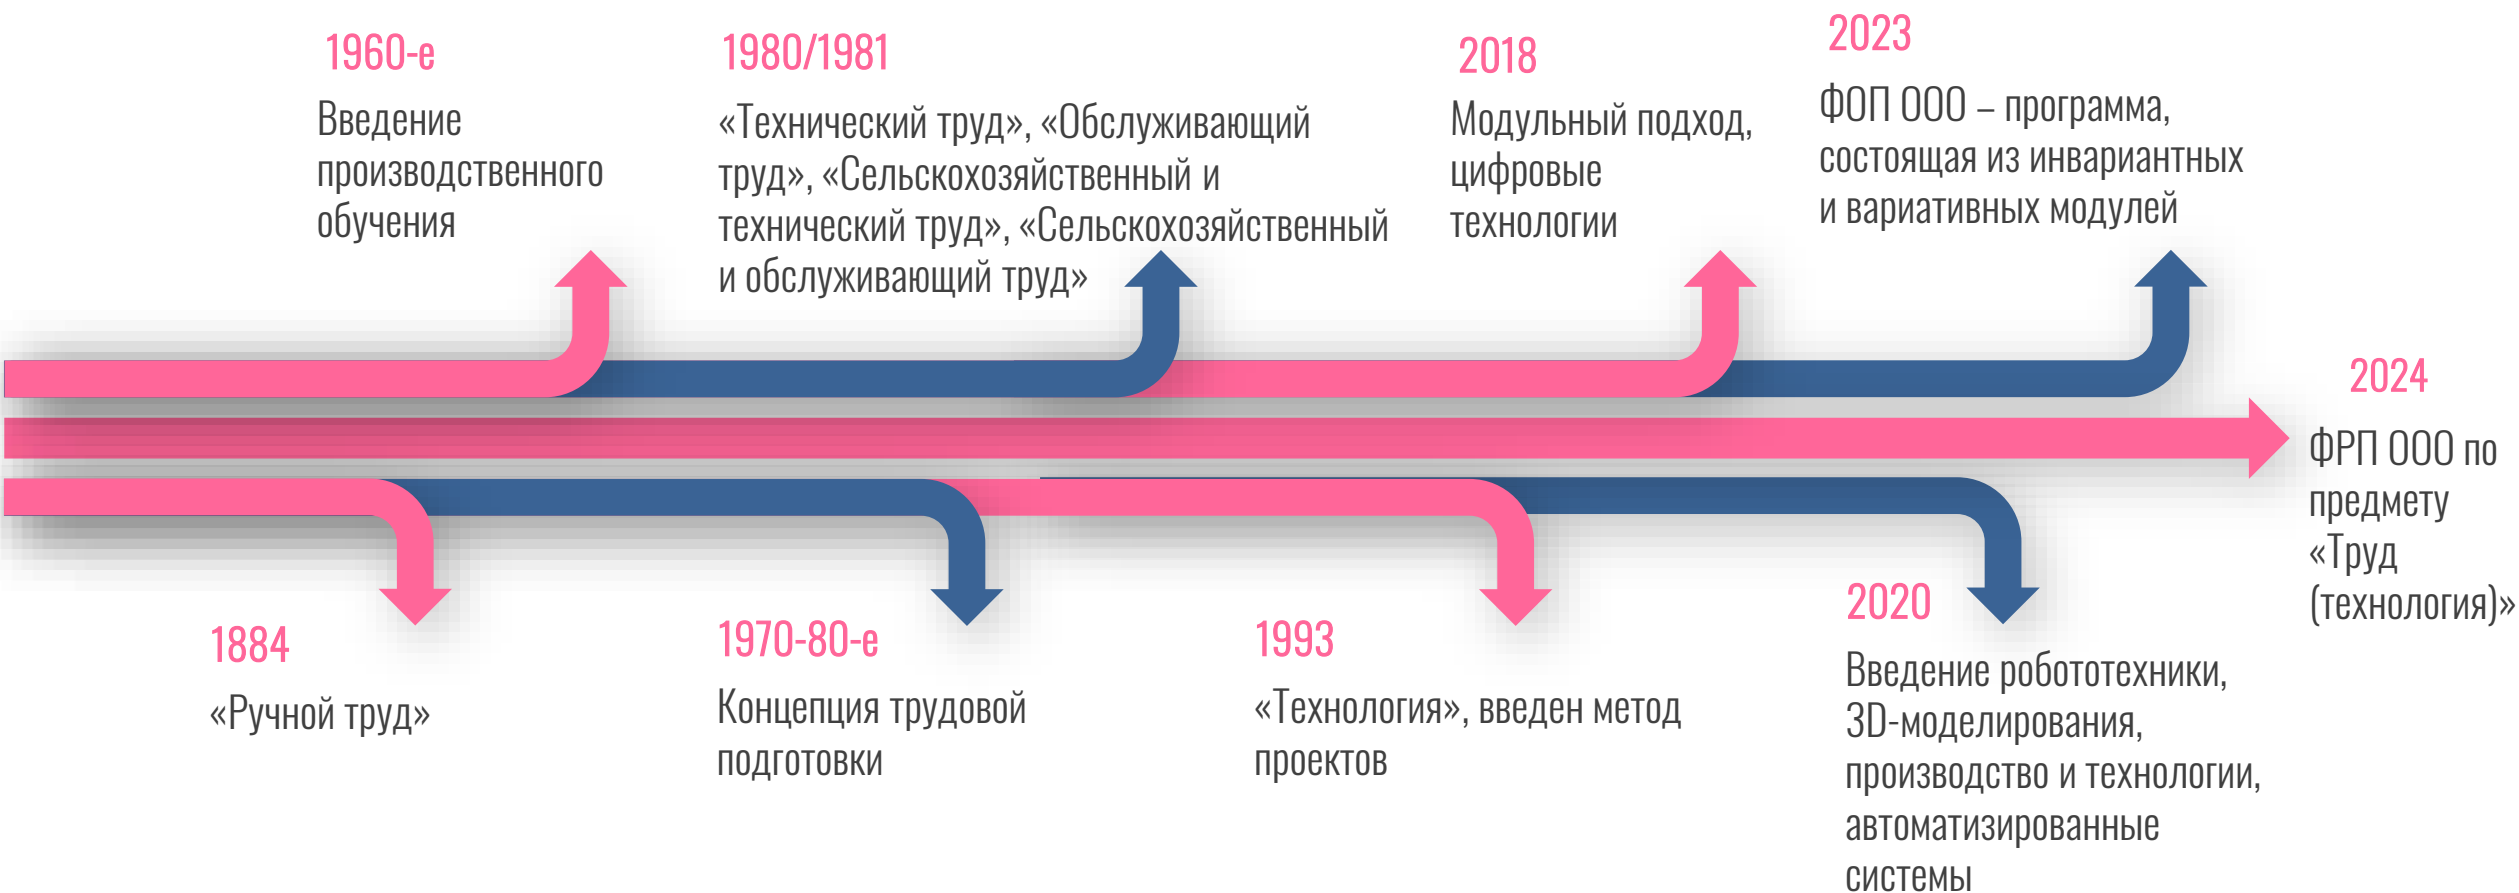 1960-е
Введение
производственного
обучения
1980/1981
«Технический труд», «Обслуживающий
труд», «Сельскохозяйственный и
технический труд», «Сельскохозяйственный
и обслуживающий труд»
2018
Модульный подход,
цифровые
технологии
2023
ФОП ООО – программа,
состоящая из инвариантных
и вариативных модулей
2024
ФРП ООО по
предмету
«Труд
(технология)»
1884
«Ручной труд»
1970-80-е
Концепция трудовой
подготовки
1993
«Технология», введен метод
проектов
2020
Введение робототехники,
3D-моделирования,
производство и технологии,
автоматизированные
системы